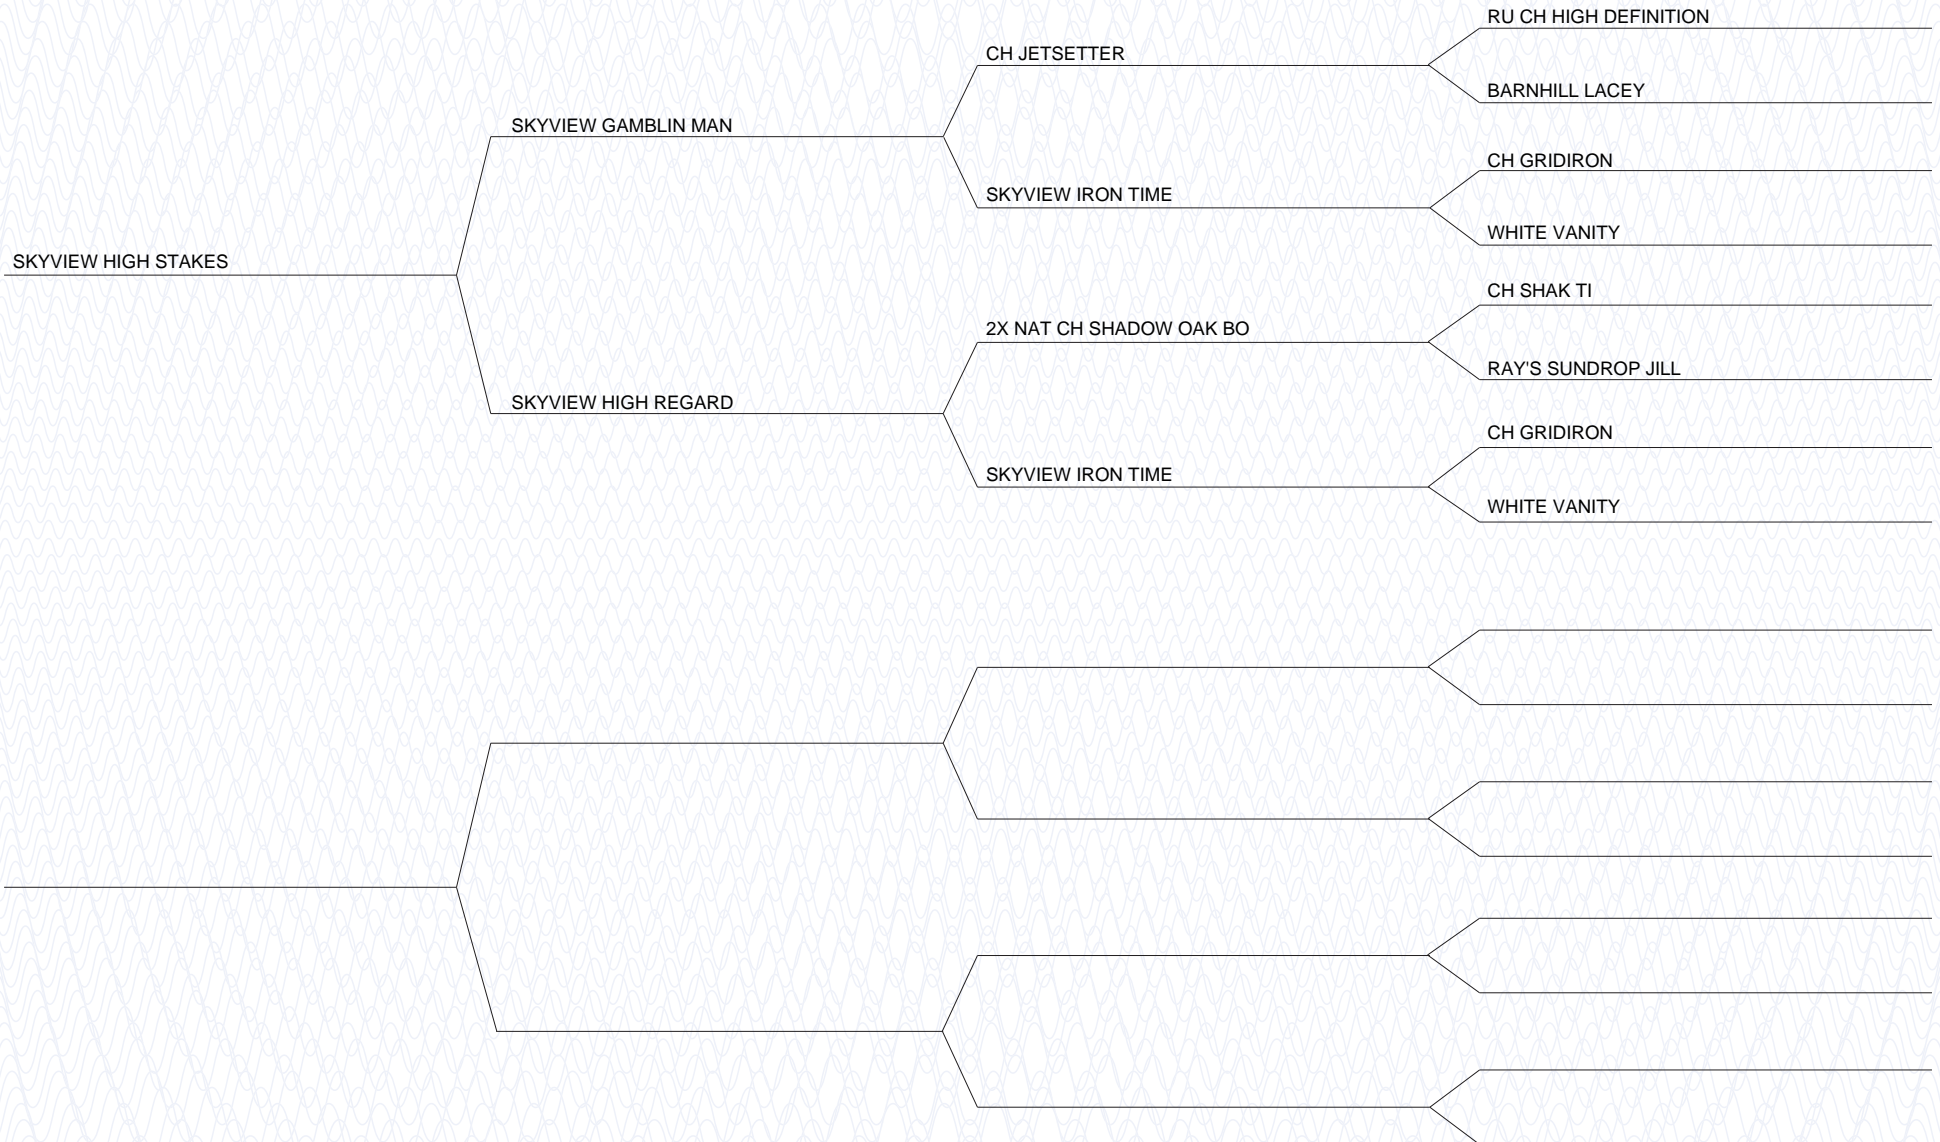 RU CH HIGH DEFINITION
CH JETSETTER
BARNHILL LACEY
SKYVIEW GAMBLIN MAN
CH GRIDIRON
SKYVIEW IRON TIME
WHITE VANITY
SKYVIEW HIGH STAKES
CH SHAK TI
2X NAT CH SHADOW OAK BO
RAY'S SUNDROP JILL
SKYVIEW HIGH REGARD
CH GRIDIRON
SKYVIEW IRON TIME
WHITE VANITY